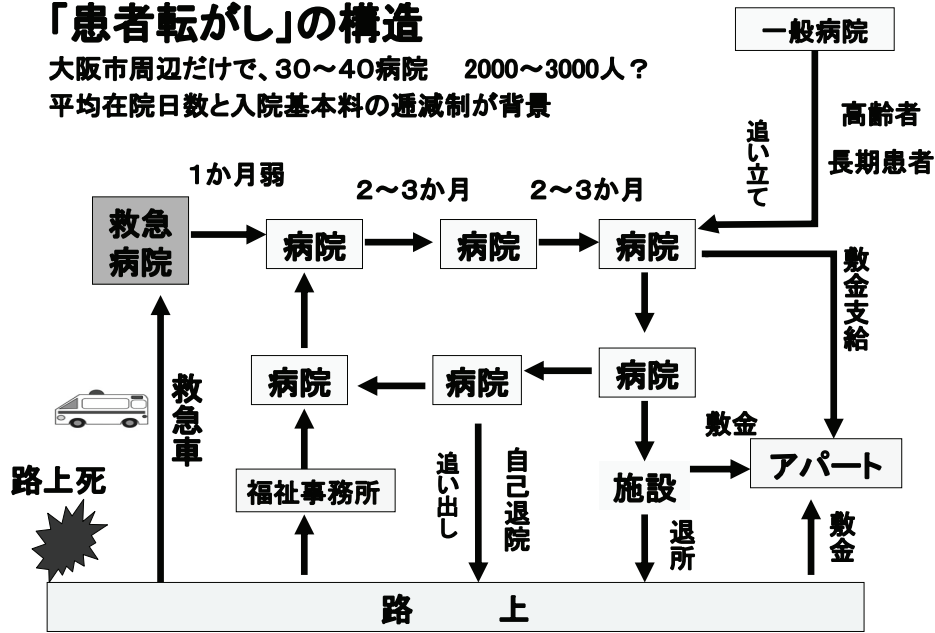 「患者転がし」の構造
大阪市周辺だけで、３０～４０病院　2000～3000人？
平均在院日数と入院基本料の逓減制が背景
一般病院
追い立て
高齢者
長期患者
１か月弱
２～３か月
２～３か月
救急
病院
病院
病院
病院
敷金支給
病院
病院
病院
救急車
敷金
アパート
路上死
福祉事務所
追い出し
自己退院
施設
退所
敷金
路　上